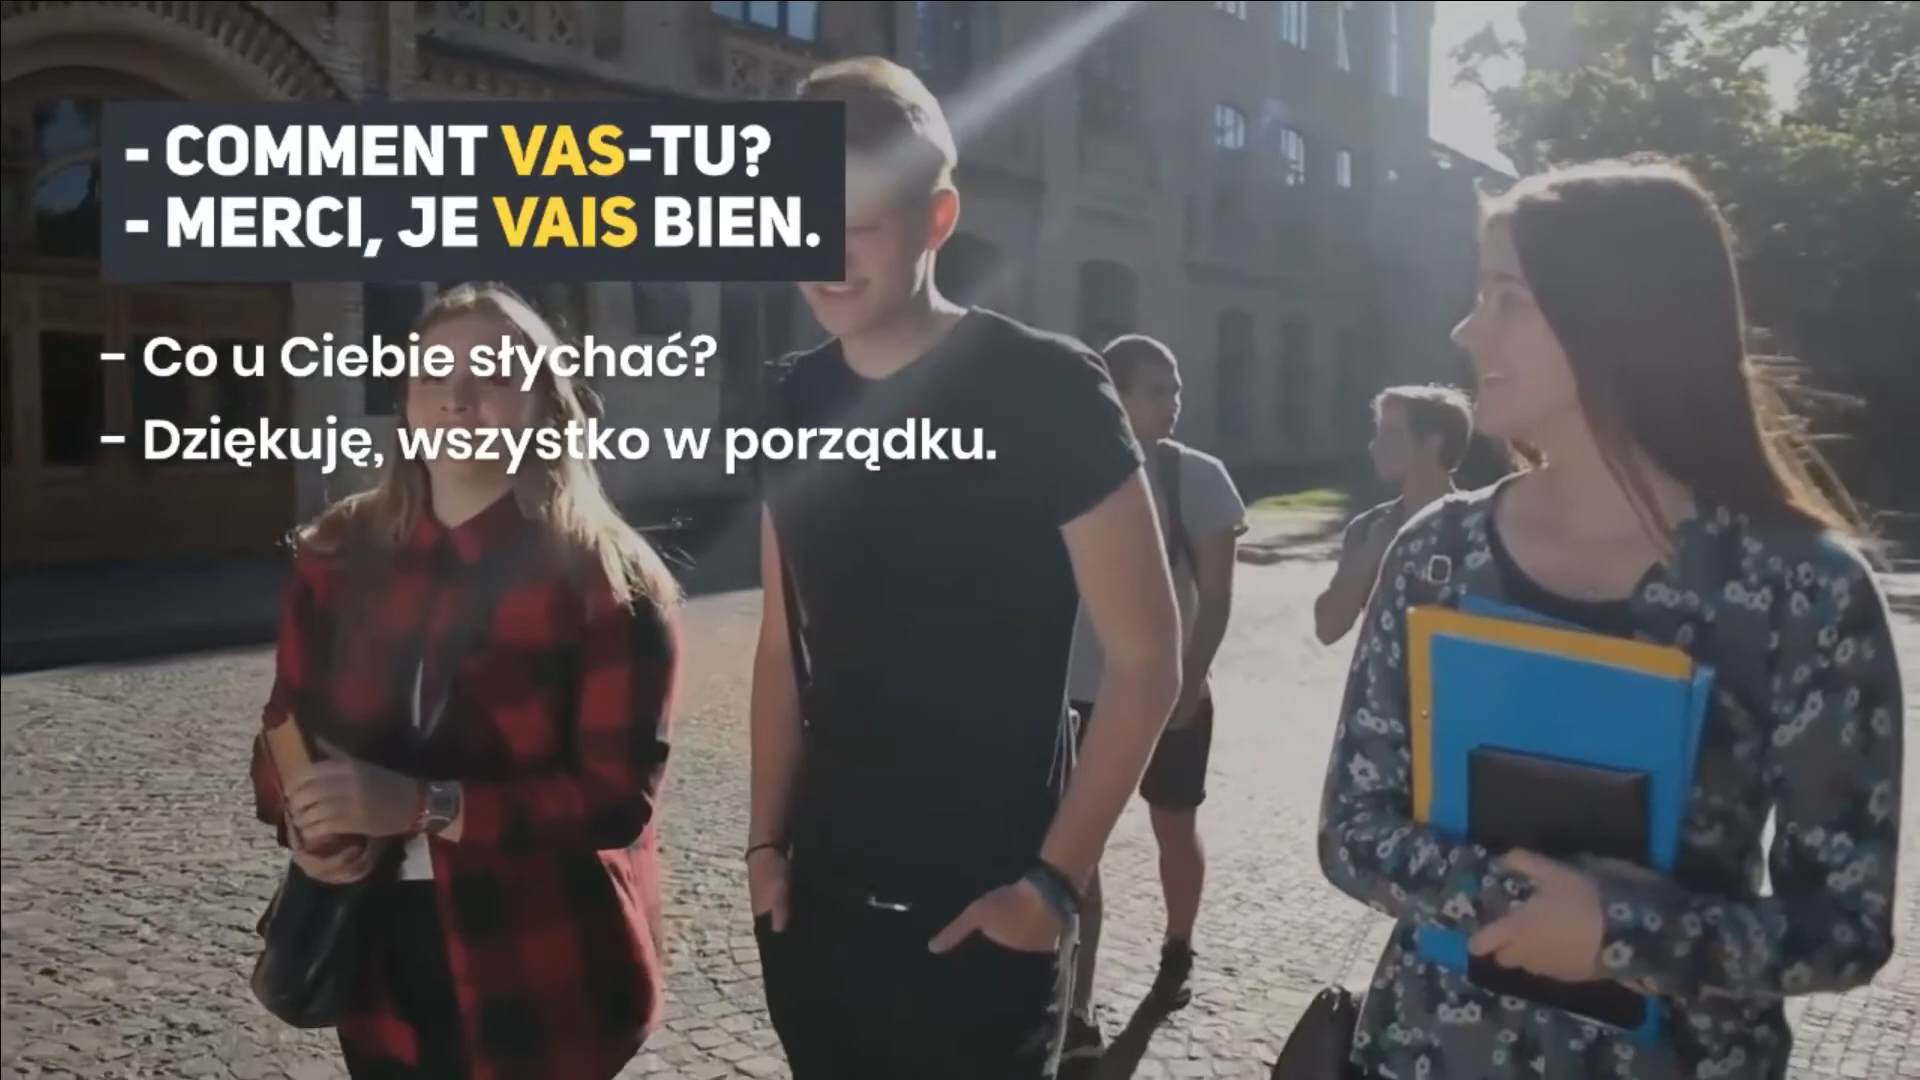 - COMMENT VAS-TU?
- MERCI, JE VAIS BIEN.
- Co u Ciebie słychać?
- Dziękuję, wszystko w porządku.